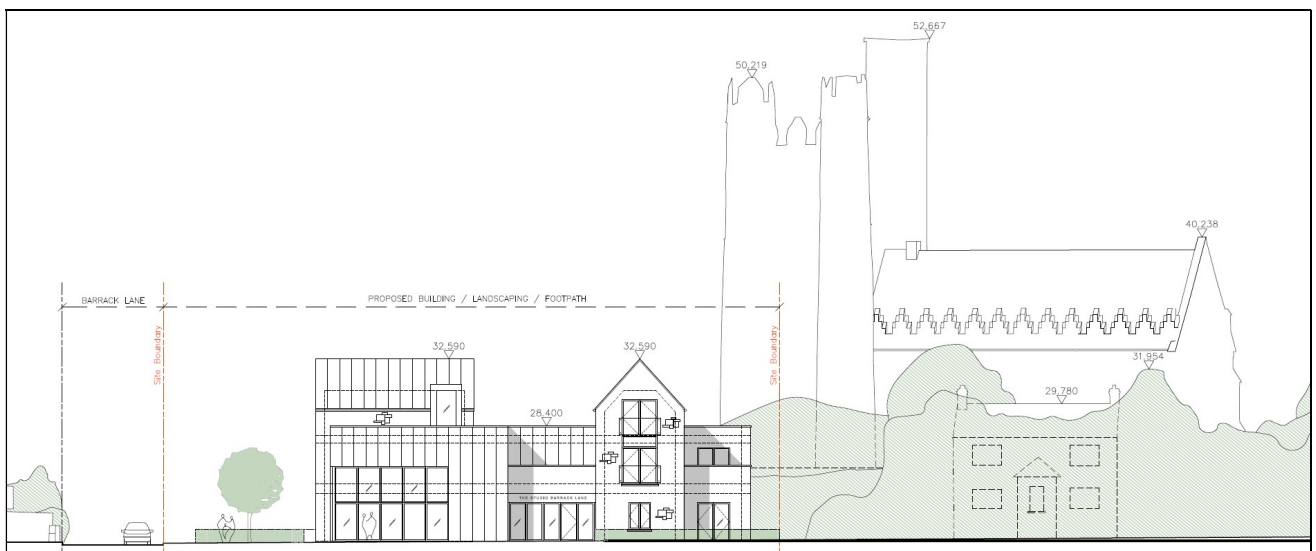 52,667
50,219
40,238
BARRACK LANE
PROPOSED BUILDING / LANDSCAPING / FOOTPATH
Site Boundary
Site Boundary
32,590
32,590
31,954
29,780
28,400
THE STUDIO BARRACK LANE